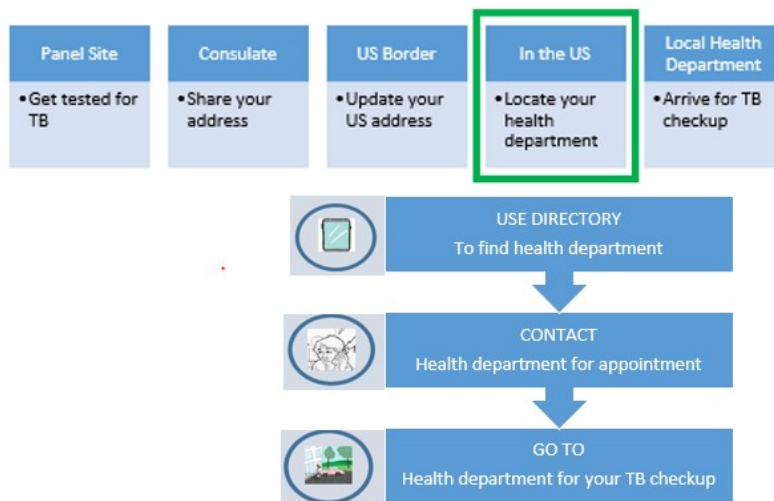 Panel Site
•Get tested for
TB
Consulate
•Share your
address
US Border
•Update your
US address
In the US
•Locate your
health
department
Local Health
Department
•Arrive for TB
checkup
USE DIRECTORY
To find health department
CONTACT
Health department for appointment
GO TO
Health department for your TB checkup